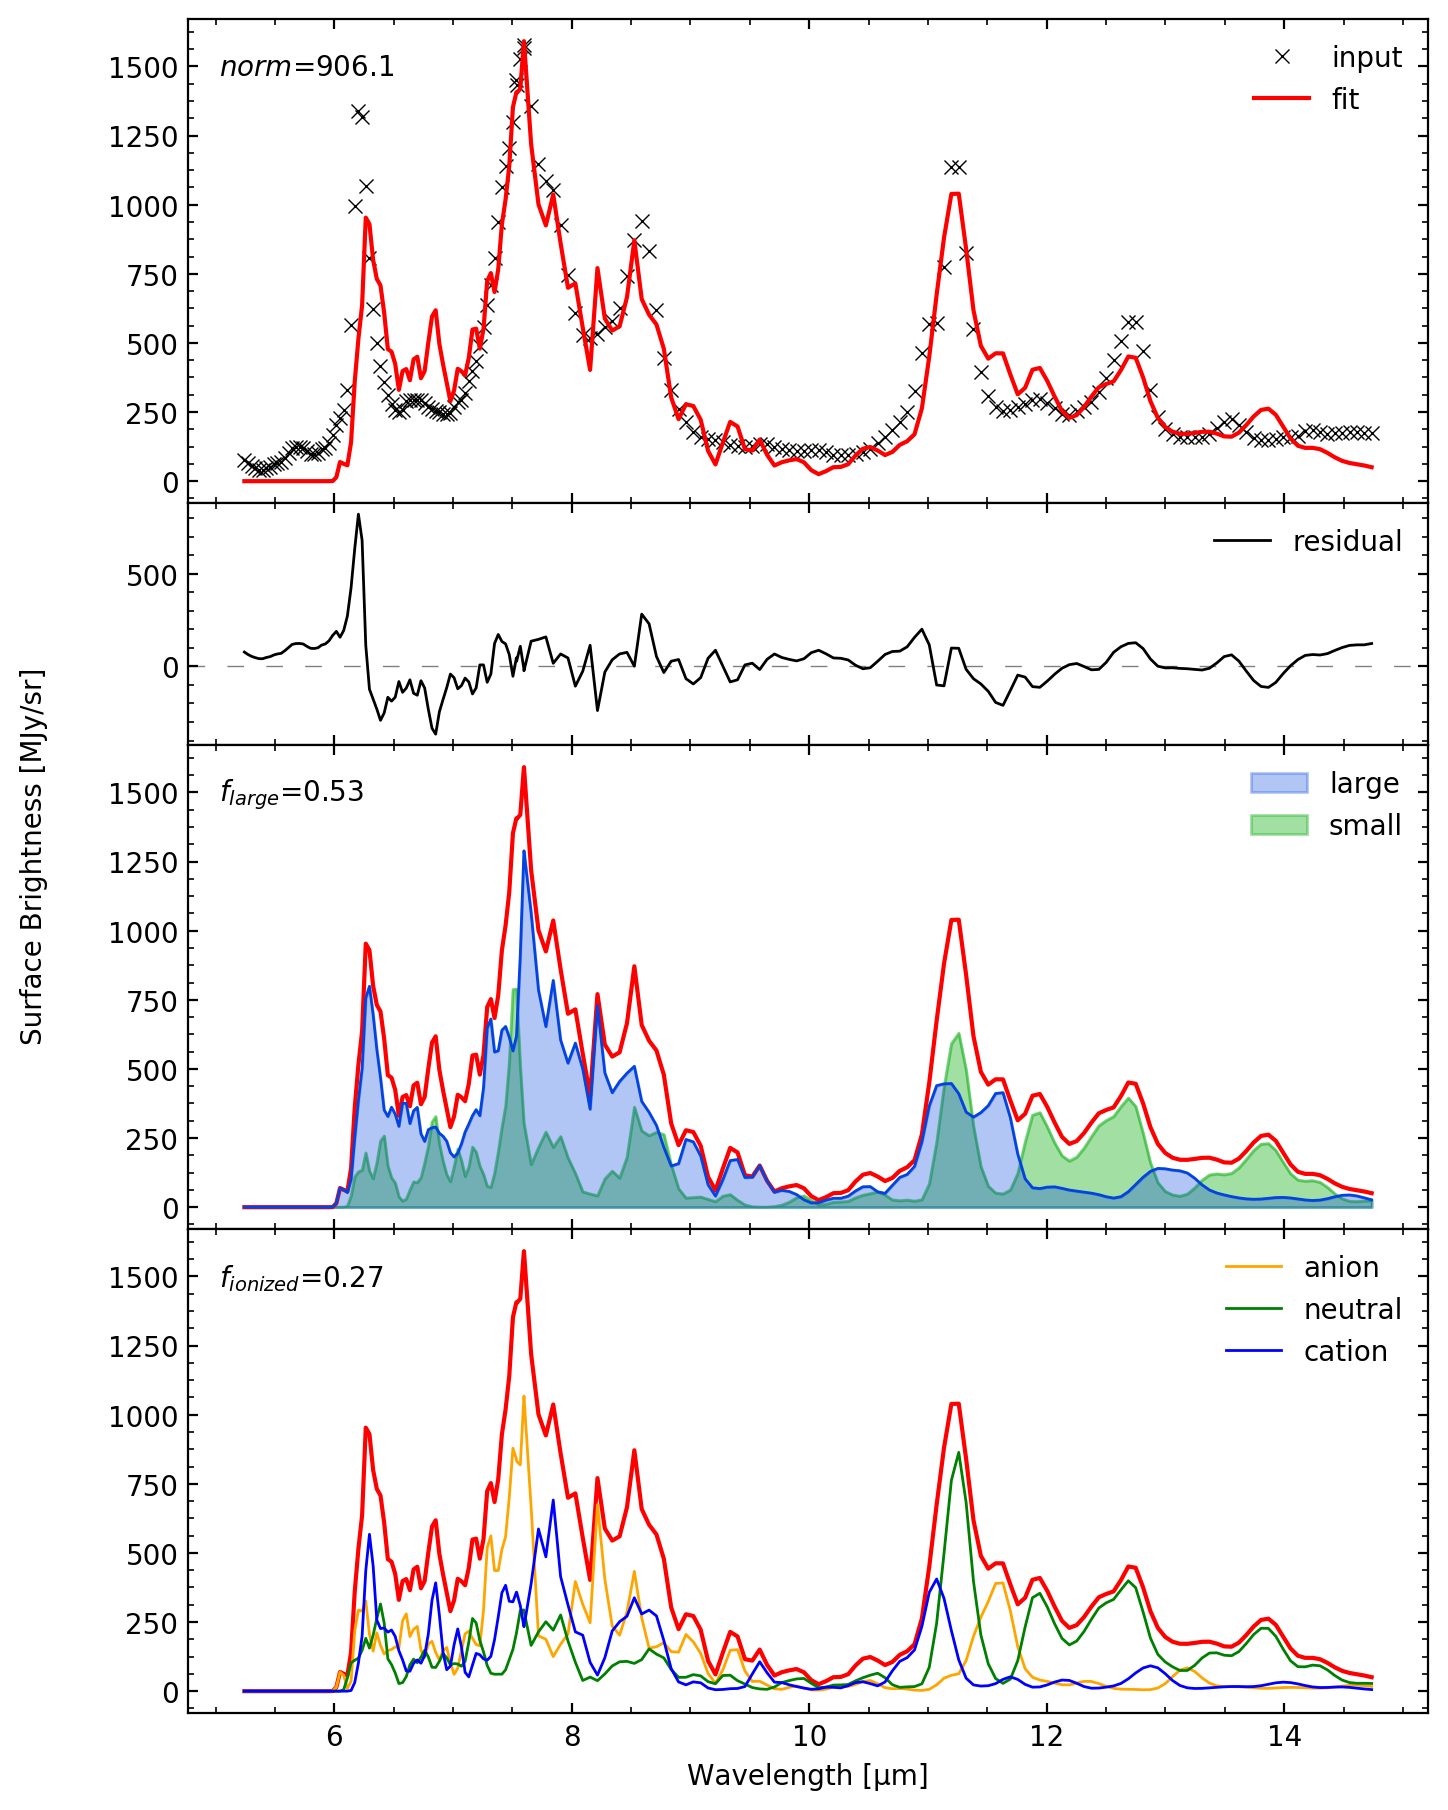 norm=906.1
input
fit
1500
1250
1000
750
500
250
0
residual
500
0
Surface Brightness [MJy/sr]
f_large=0.53
large
small
1500
1250
1000
750
500
250
0
f_ionized=0.27
anion
neutral
cation
1500
1250
1000
750
500
250
0
6 8 10 12 14
Wavelength [μm]